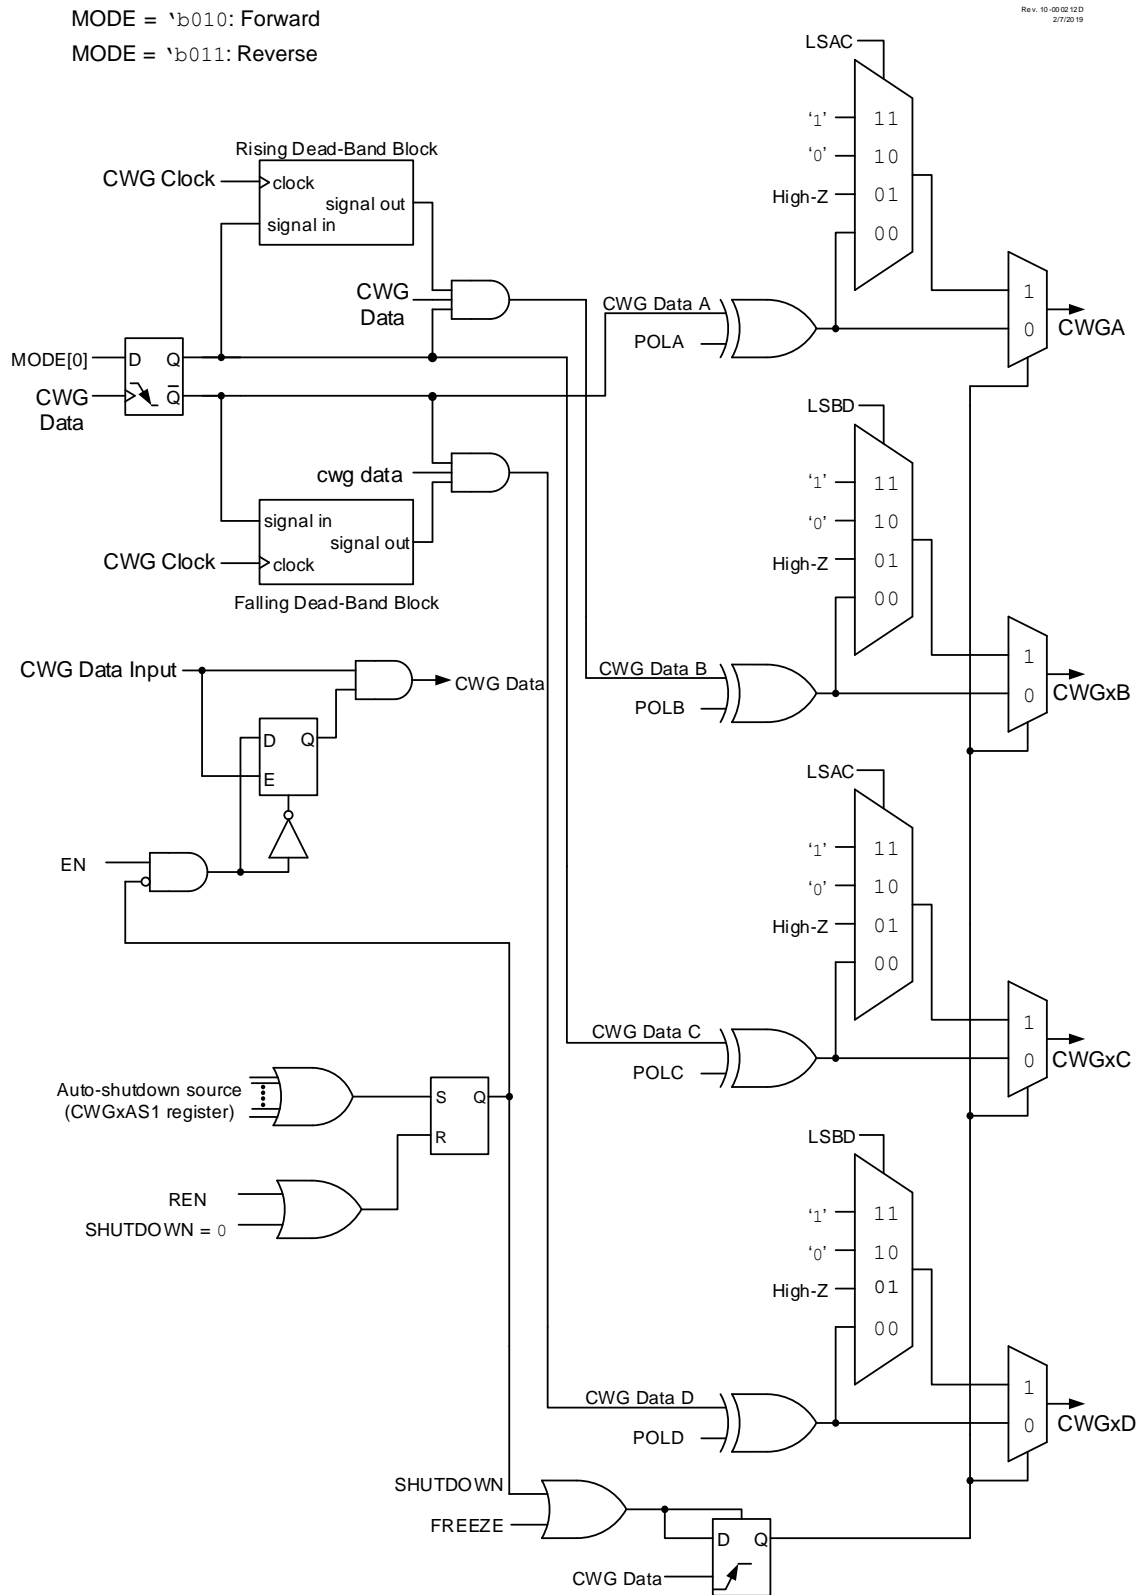 MODE = 'b010: Forward
MODE = 'b011: Reverse
Rev. 10-000212D
2/7/2019
Rising Dead-Band Block
CWG Clock
clock
signal out
signal in
CWG
Data
MODE[0]
D
Q
CWG
Data
Q
cwg data
signal in
signal out
CWG Clock
clock
Falling Dead-Band Block
CWG Data Input
CWG Data
D
Q
E
EN
Auto-shutdown source
(CWGxAS1 register)
S
Q
R
REN
SHUTDOWN = 0
SHUTDOWN
FREEZE
D
Q
CWG Data
LSAC
'1'
11
'0'
10
High-Z
01
00
CWG Data A
POLA
1
0
CWGA
LSBD
'1'
11
'0'
10
High-Z
01
00
CWG Data B
POLB
1
0
CWGxB
LSAC
'1'
11
'0'
10
High-Z
01
00
CWG Data C
POLC
1
0
CWGxC
LSBD
'1'
11
'0'
10
High-Z
01
00
CWG Data D
POLD
1
0
CWGxD